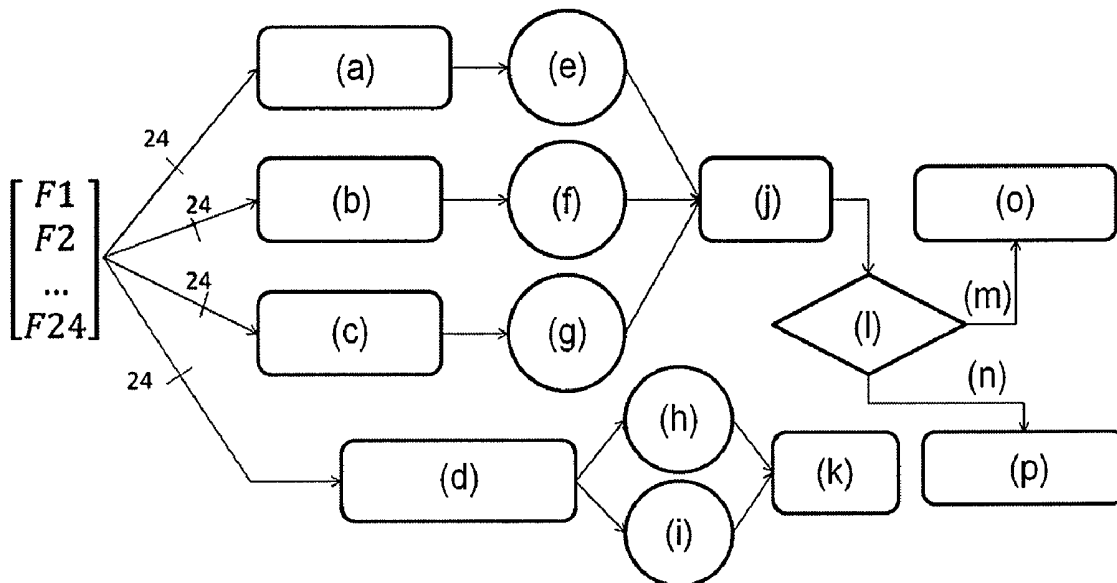 (a)
(e)
24
(b)
(f)
(j)
(o)
24
F1
F2
...
F24
24
(c)
(g)
(l)
(m)
(n)
24
(d)
(h)
(i)
(k)
(p)